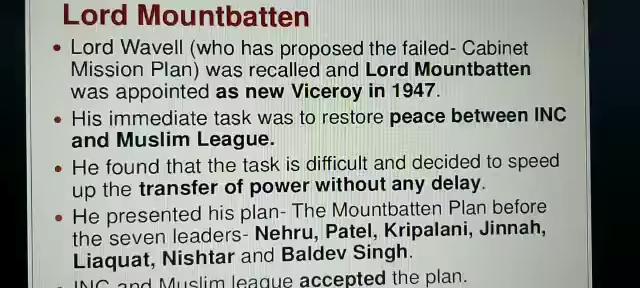 Lord Mountbatten
• Lord Wavell (who has proposed the failed- Cabinet
Mission Plan) was recalled and Lord Mountbatten
was appointed as new Viceroy in 1947.
• His immediate task was to restore peace between INC
and Muslim League.
• He found that the task is difficult and decided to speed
up the transfer of power without any delay.
• He presented his plan- The Mountbatten Plan before
the seven leaders- Nehru, Patel, Kripalani, Jinnah,
Liaquat, Nishtar and Baldev Singh.
• INC and Muslim league accepted the plan.